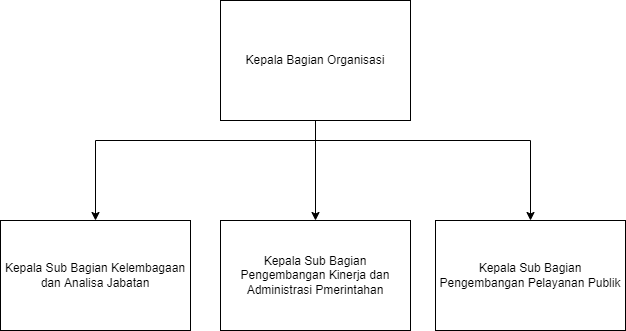 Kepala Bagian Organisasi
Kepala Sub Bagian Kelembagaan
dan Analisa Jabatan
Kepala Sub Bagian
Pengembangan Kinerja dan
Administrasi Pmerintahan
Kepala Sub Bagian
Pengembangan Pelayanan Publik